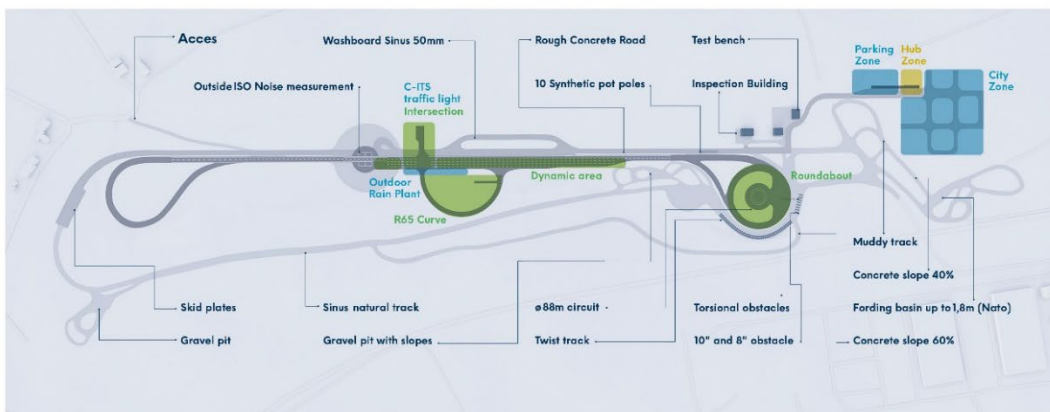 Acces
Washboard Sinus 50mm
Rough Concrete Road
Test bench
Parking
Zone
Hub
Zone
City
Zone
Outside ISO Noise measurement
C-ITS
traffic light
Intersection
10 Synthetic pot poles
Inspection Building
Outdoor
Rain Plant
Dynamic area
R65 Curve
Roundabout
Muddy track
Concrete slope 40%
Skid plates
Sinus natural track
ø88m circuit
Torsional obstacles
Fording basin up to 1,8m (Nato)
Gravel pit
Gravel pit with slopes
Twist track
10" and 8" obstacle
Concrete slope 60%